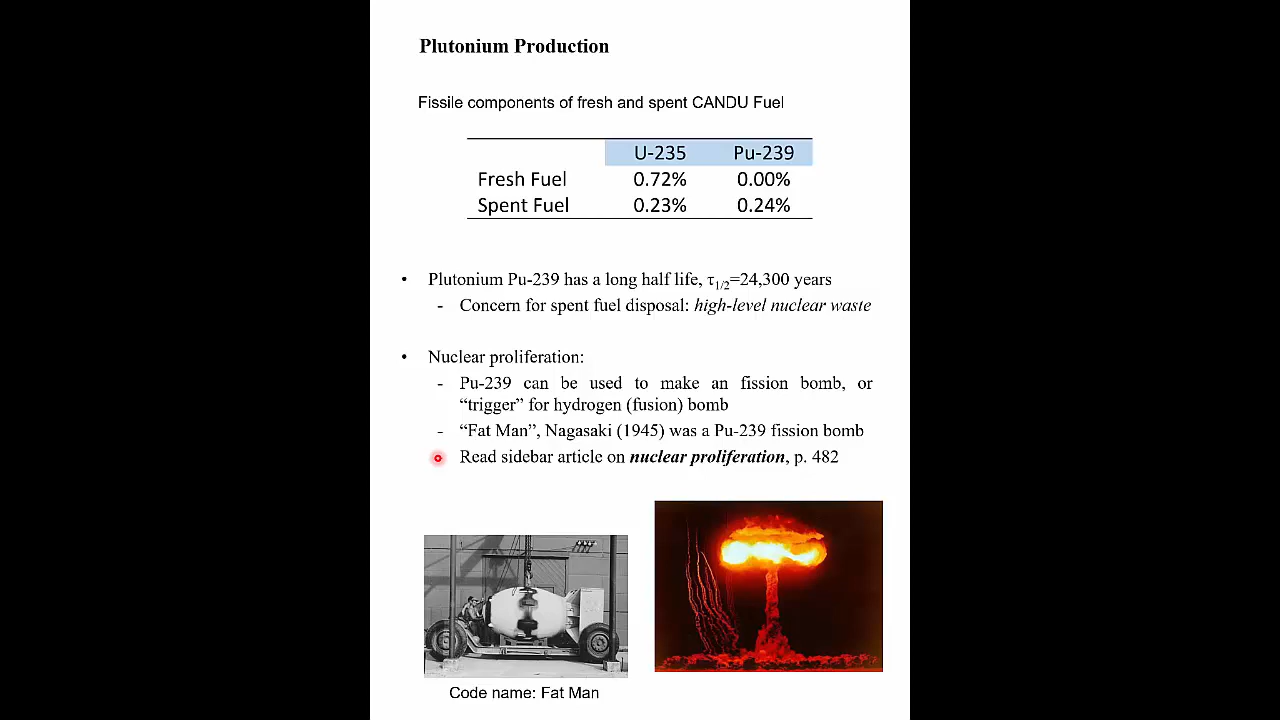 Plutonium Production
Fissile components of fresh and spent CANDU Fuel
U-235 Pu-239
Fresh Fuel 0.72% 0.00%
Spent Fuel 0.23% 0.24%
• Plutonium Pu-239 has a long half life, τ1/2=24,300 years
- Concern for spent fuel disposal: high-level nuclear waste
• Nuclear proliferation:
- Pu-239 can be used to make an fission bomb, or
“trigger” for hydrogen (fusion) bomb
- “Fat Man”, Nagasaki (1945) was a Pu-239 fission bomb
Read sidebar article on nuclear proliferation, p. 482
Code name: Fat Man